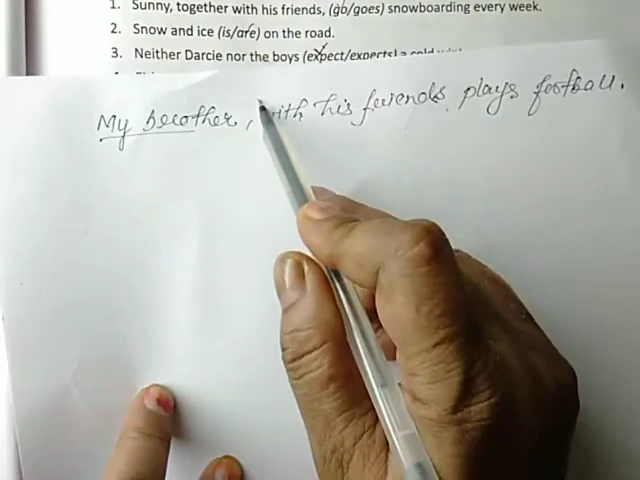 1. Sunny, together with his friends, (go/goes) snowboarding every week.
2. Snow and ice (is/are) on the road.
3. Neither Darcie nor the boys (expect/expects) a cold
My brother, with his friends plays football.